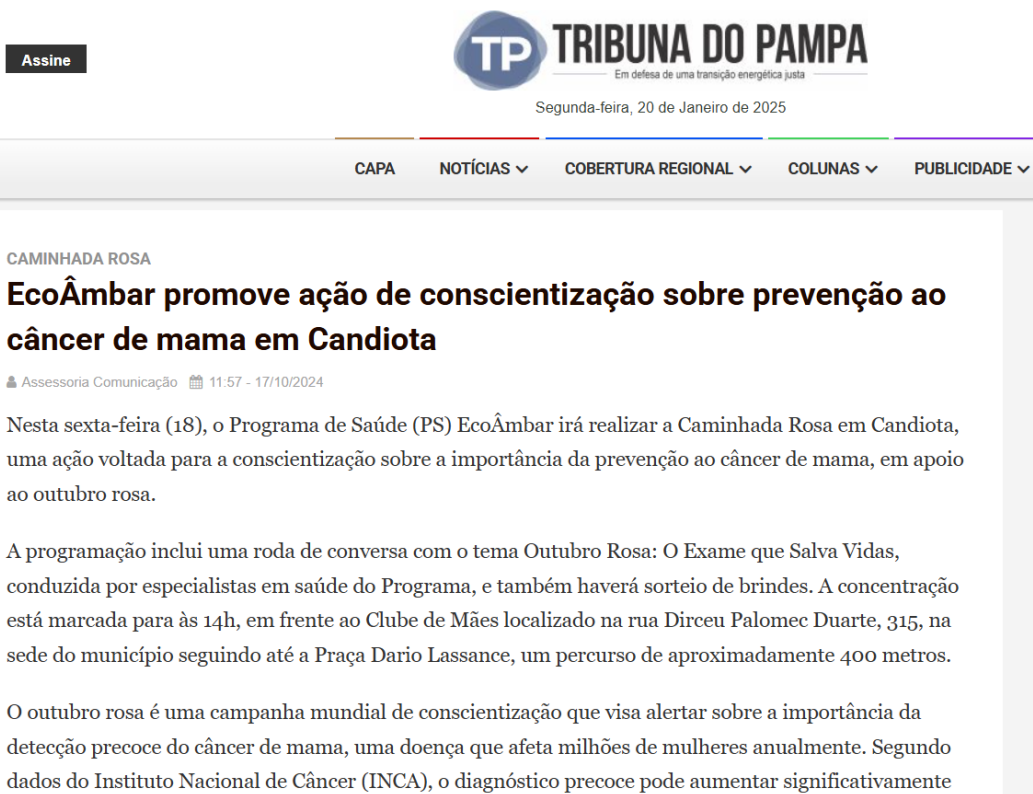 Assine
TP
TRIBUNA DO PAMPA
Em defesa de uma transição energética justa
Segunda-feira, 20 de Janeiro de 2025
CAPA NOTÍCIAS COBERTURA REGIONAL COLUNAS PUBLICIDADE
CAMINHADA ROSA
EcoÂmbar promove ação de conscientização sobre prevenção ao
câncer de mama em Candiota
Assessoria Comunicação 11:57 - 17/10/2024
Nesta sexta-feira (18), o Programa de Saúde (PS) EcoÂmbar irá realizar a Caminhada Rosa em Candiota,
uma ação voltada para a conscientização sobre a importância da prevenção ao câncer de mama, em apoio
ao outubro rosa.
A programação inclui uma roda de conversa com o tema Outubro Rosa: O Exame que Salva Vidas,
conduzida por especialistas em saúde do Programa, e também haverá sorteio de brindes. A concentração
está marcada para às 14h, em frente ao Clube de Mães localizado na rua Dirceu Palomec Duarte, 315, na
sede do município seguindo até a Praça Dario Lassance, um percurso de aproximadamente 400 metros.
O outubro rosa é uma campanha mundial de conscientização que visa alertar sobre a importância da
detecção precoce do câncer de mama, uma doença que afeta milhões de mulheres anualmente. Segundo
dados do Instituto Nacional de Câncer (INCA), o diagnóstico precoce pode aumentar significativamente